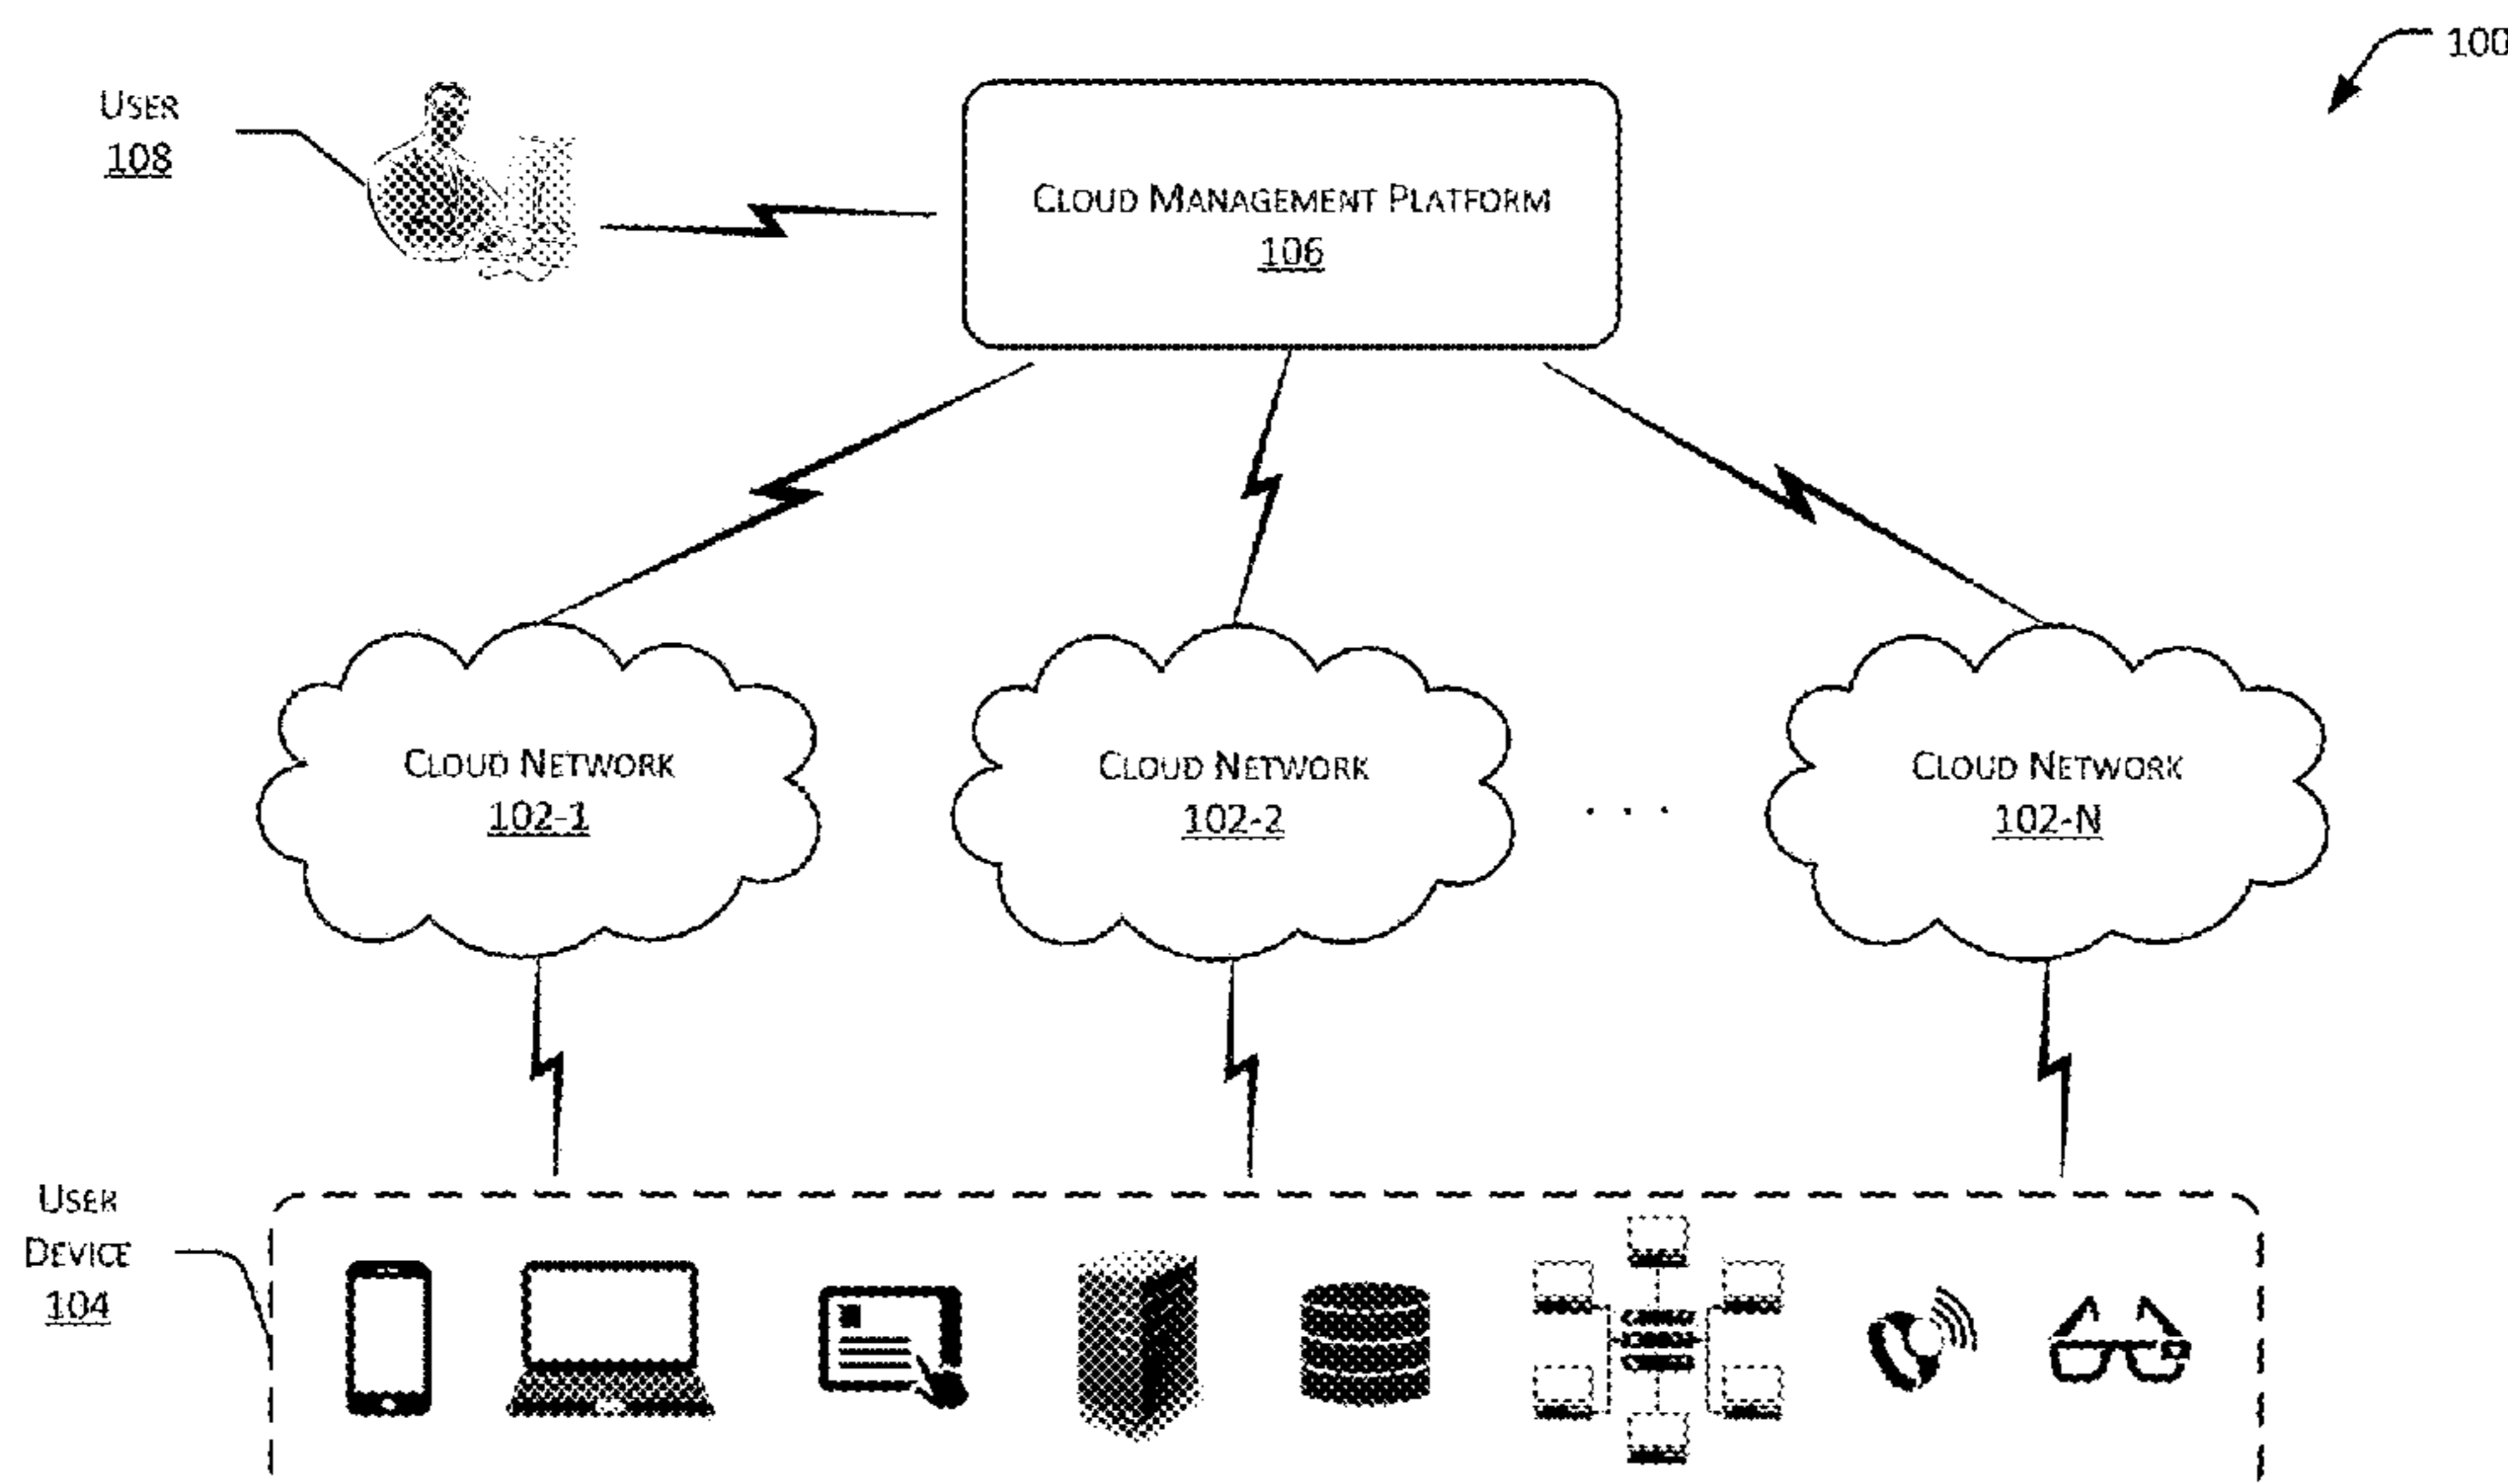 100
USER
108
CLOUD MANAGEMENT PLATFORM
106
CLOUD NETWORK
102-1
CLOUD NETWORK
102-2
. . .
CLOUD NETWORK
102-N
USER
DEVICE
104